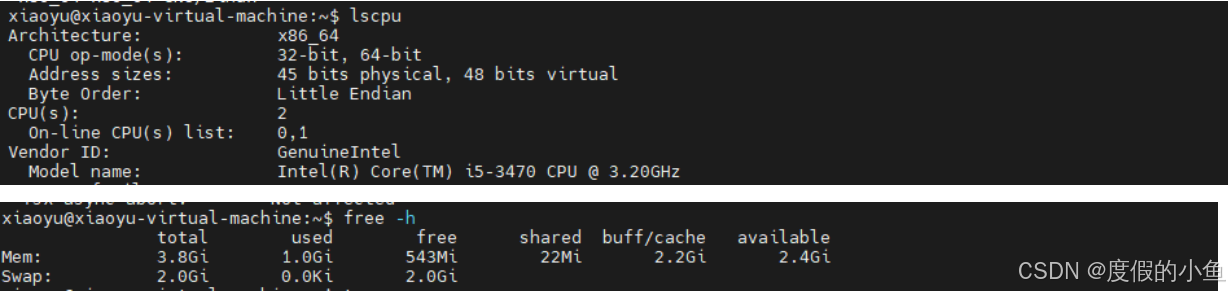 xiaoyu@xiaoyu-virtual-machine:~$ lscpu
Architecture: x86_64
CPU op-mode(s): 32-bit, 64-bit
Address sizes: 45 bits physical, 48 bits virtual
Byte Order: Little Endian
CPU(s): 2
On-line CPU(s) list: 0,1
Vendor ID: GenuineIntel
Model name: Intel(R) Core(TM) i5-3470 CPU @ 3.20GHz
xiaoyu@xiaoyu-virtual-machine:~$ free -h
total used free shared buff/cache available
Mem: 3.8Gi 1.0Gi 543Mi 22Mi 2.2Gi 2.4Gi
Swap: 2.0Gi 0.0Ki 2.0Gi
CSDN @度假的小鱼